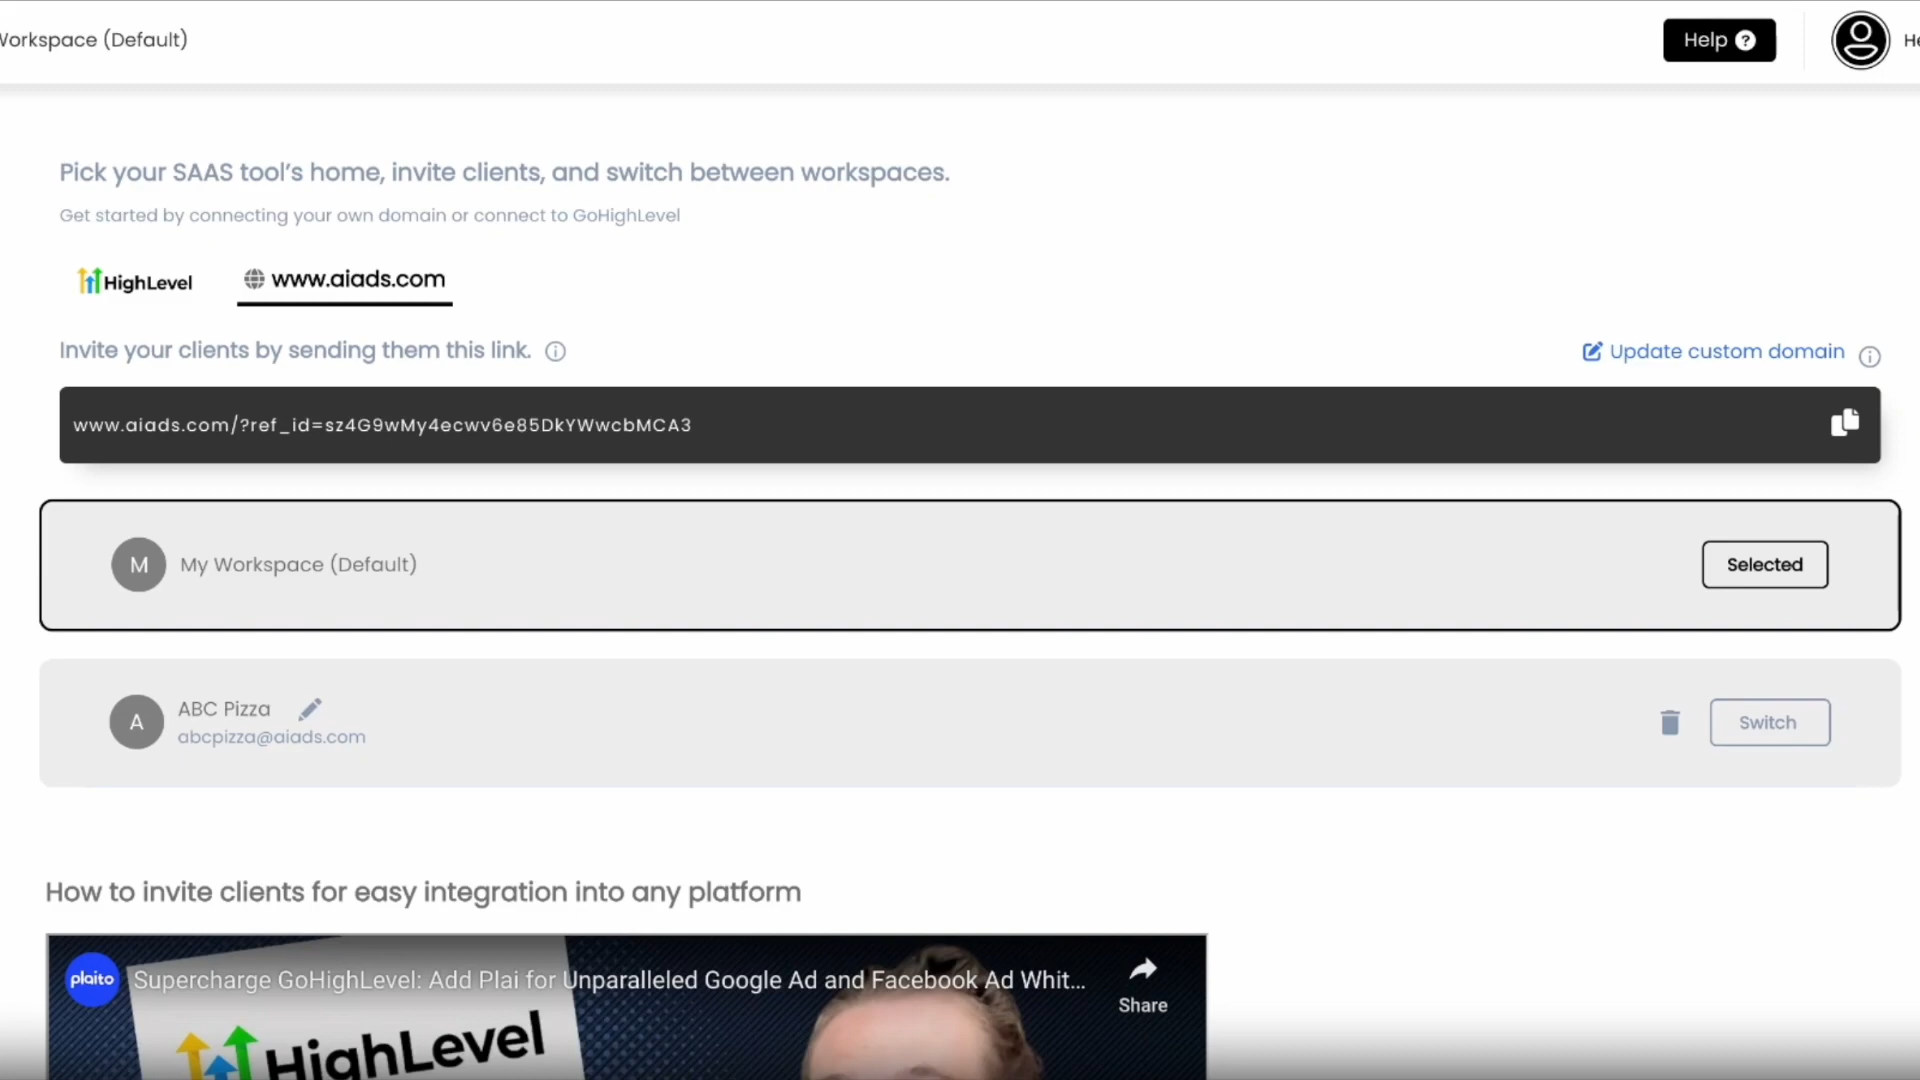 Workspace (Default)
Help ?
Pick your SAAS tool's home, invite clients, and switch between workspaces.
Get started by connecting your own domain or connect to GoHighLevel
HighLevel
www.aiads.com
Invite your clients by sending them this link.
Update custom domain
www.aiads.com/?ref_id=sz4G9wMy4ecwv6e85DkYWwcbMCA3
M
My Workspace (Default)
Selected
A
ABC Pizza
abcpizza@aiads.com
Switch
How to invite clients for easy integration into any platform
plaito
Supercharge GoHighLevel: Add Plai for Unparalleled Google Ad and Facebook Ad Whit...
Share
HighLevel